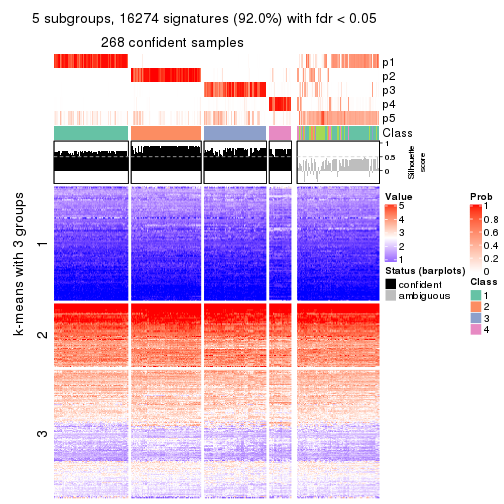 5 subgroups, 16274 signatures (92.0%) with fdr < 0.05
268 confident samples
p1
p2
p3
p4
p5
Class
1
0.5
0
Silhouette
score
k-means with 3 groups
1
2
3
Value
5
4
3
2
1
Status (barplots)
confident
ambiguous
Class
1
2
3
4
Prob
1
0.8
0.6
0.4
0.2
0